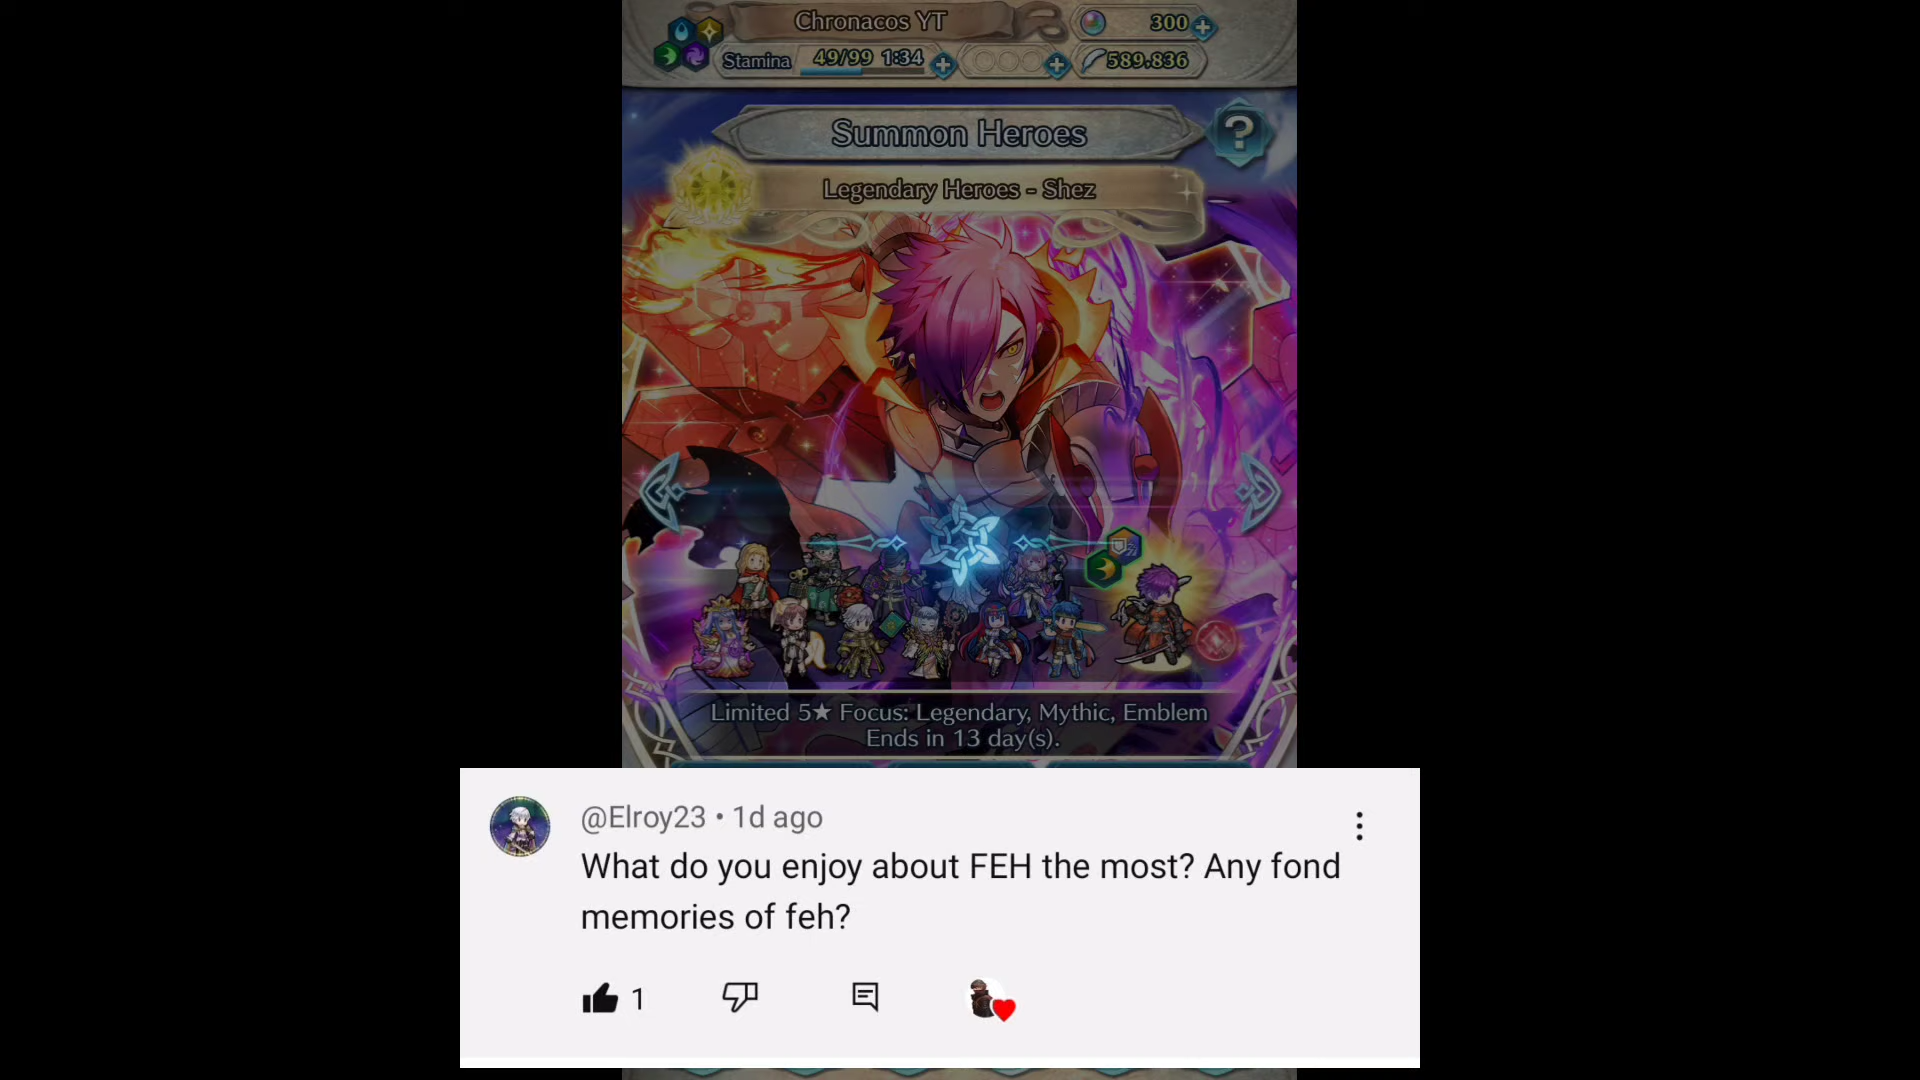 Chronacos YT
300
Stamina 49/99 1:34
589,836
Summon Heroes
?
Legendary Heroes - Shez
Limited 5★ Focus: Legendary, Mythic, Emblem
Ends in 13 day(s).
@Elroy23 • 1d ago
What do you enjoy about FEH the most? Any fond
memories of feh?
1